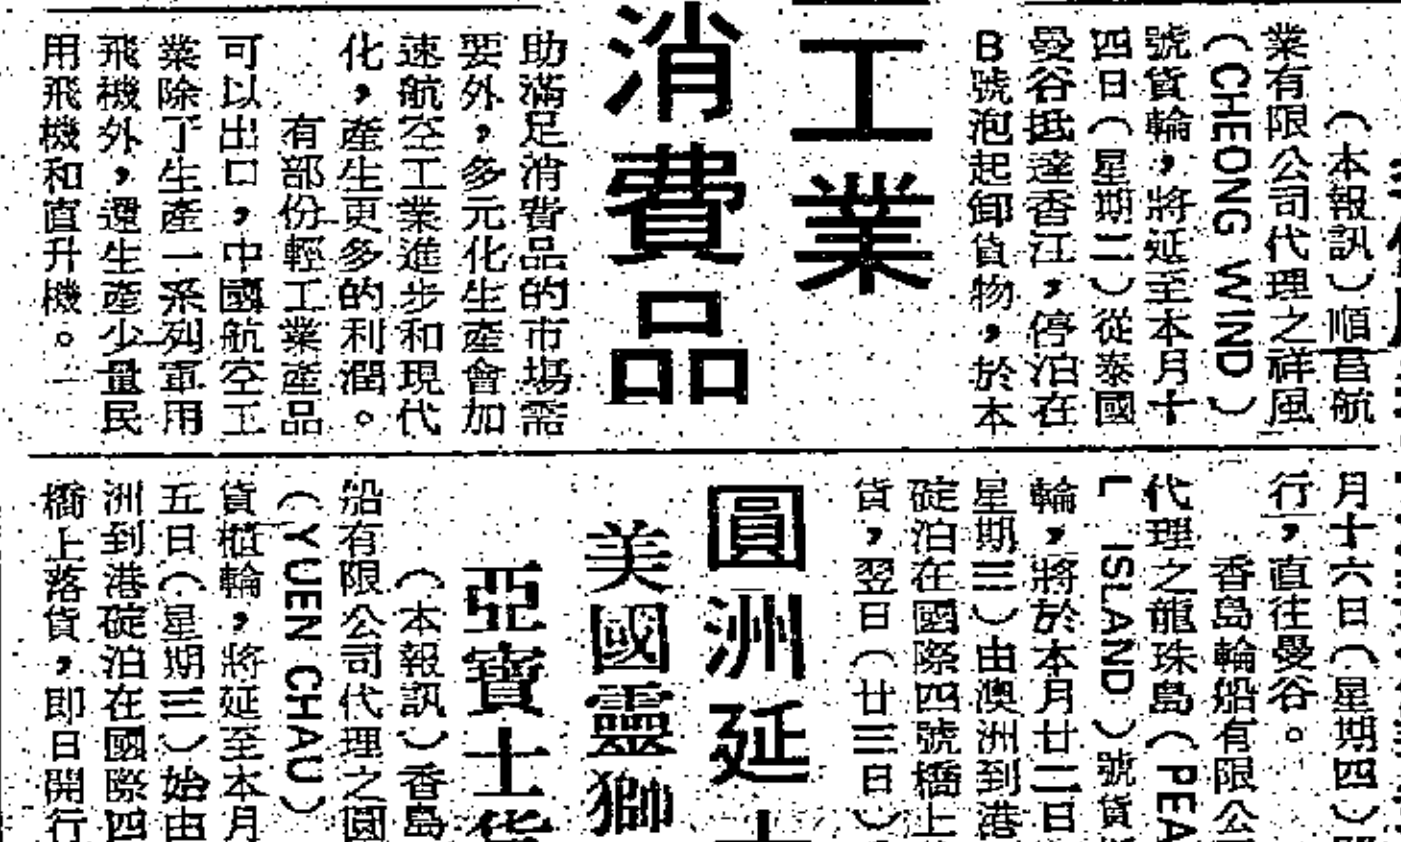 （本報訊）順昌航
業有限公司代理之祥風
（CHEONG WIND）
號貨輪，將延至本月十
四日（星期二）從泰國
曼谷抵達香江，停泊在
B號泡起卸貨物，於本
工業
消費品
助滿足消費品的市場需
要外，多元化生產會加
速航空工業進步和現代
化，產生更多的利潤。
有部份輕工業產品
可以出口，中國航空工
業除了生產一系列軍用
飛機外，還生產少量民
用飛機和直升機。
月十六日（星期四）
行，直往曼谷。
香島輪船有限公
代理之龍珠島（PEA
L ISLAND）號貨
輪，將於本月廿二日
星期三）由澳洲到港
碇泊在國際四號橋上
貨，翌日（廿三日）
圓洲延
美國靈獅
亞寶士貨
（本報訊）香島
船有限公司代理之圓
（YUEN CHAU）
貨櫃輪，將延至本月
五日（星期三）始由
洲到港碇泊在國際四
橋上落貨，即日開行